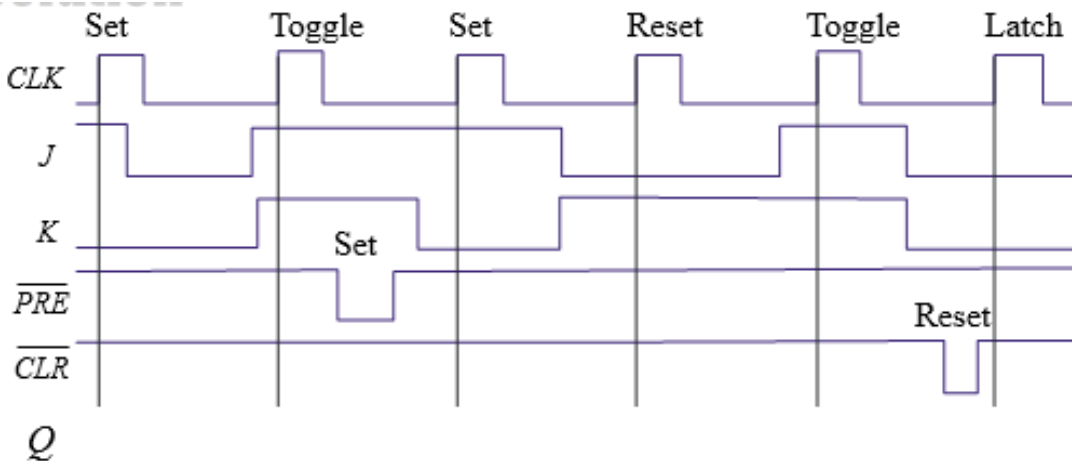 Set Toggle Set Reset Toggle Latch
CLK
J
K
Set
PRE
Reset
CLR
Q